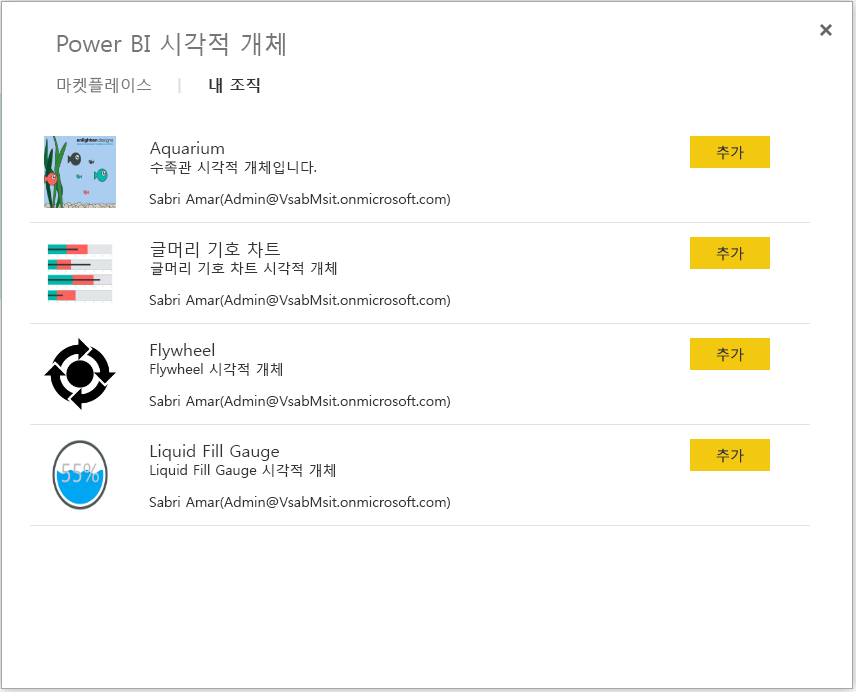 Power BI 시각적 개체
마켓플레이스 | 내 조직
enlighten designs
Aquarium
수족관 시각적 개체입니다.
Sabri Amar(Admin@VsabMsit.onmicrosoft.com)
추가
글머리 기호 차트
글머리 기호 차트 시각적 개체
Sabri Amar(Admin@VsabMsit.onmicrosoft.com)
추가
Flywheel
Flywheel 시각적 개체
Sabri Amar(Admin@VsabMsit.onmicrosoft.com)
추가
55%
Liquid Fill Gauge
Liquid Fill Gauge 시각적 개체
Sabri Amar(Admin@VsabMsit.onmicrosoft.com)
추가